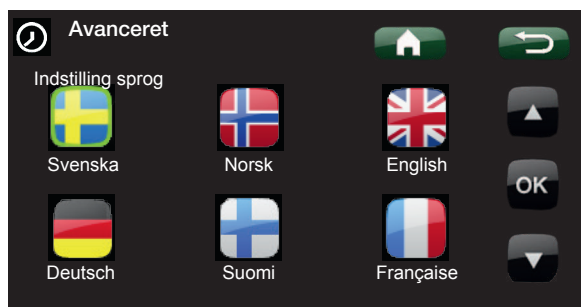 Avanceret
Indstilling sprog
Svenska Norsk English
OK
Deutsch Suomi Française